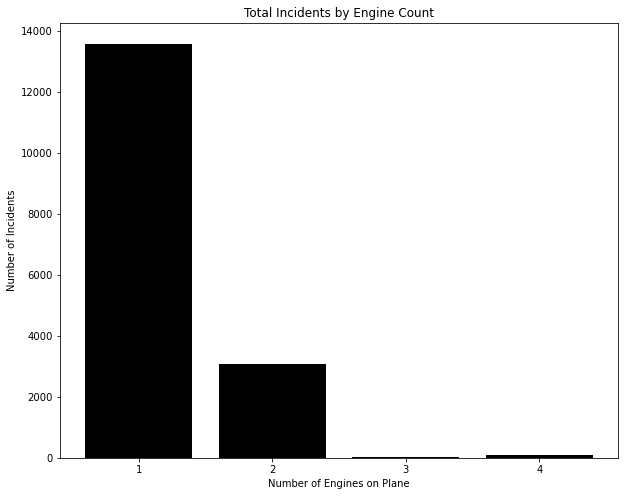 Total Incidents by Engine Count
14000
12000
10000
8000
6000
4000
2000
0
Number of Incidents
1 2 3 4
Number of Engines on Plane